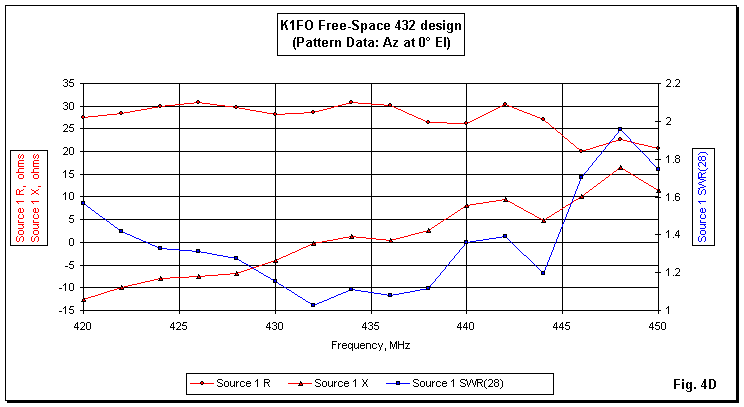 K1FO Free-Space 432 design
(Pattern Data: Az at 0° El)
35
30
25
20
15
10
5
0
-5
-10
-15
2.2
2
1.8
1.6
1.4
1.2
1
Source 1 R, ohms
Source 1 X, ohms
Source 1 SWR(28)
420
425
430
435
440
445
450
Frequency, MHz
Source 1 R
Source 1 X
Source 1 SWR(28)
Fig. 4D